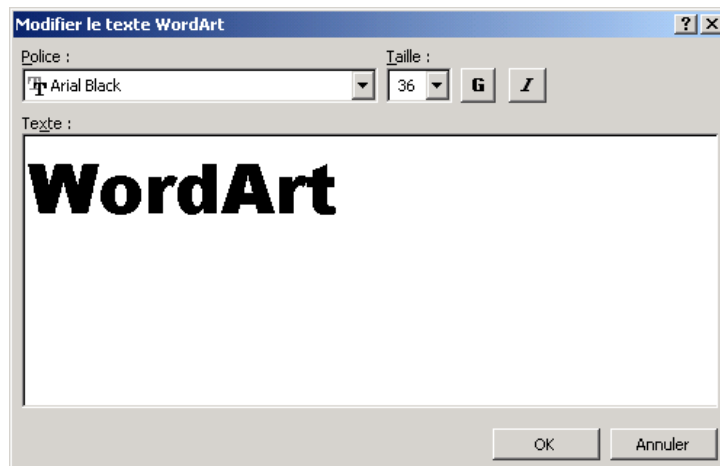 Modifier le texte WordArt
Police : Taille :
Arial Black 36 G I
Texte :
WordArt
OK Annuler